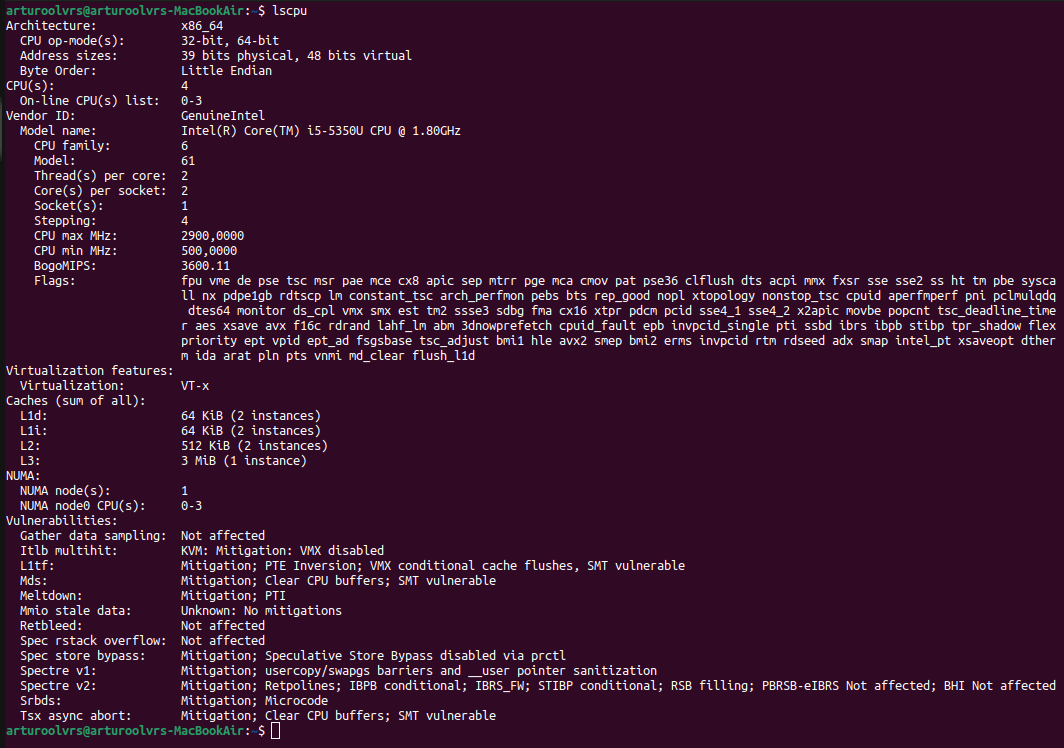 arturoolvrs@arturoolvrs-MacBookAir:~$ lscpu
Architecture: x86_64
CPU op-mode(s): 32-bit, 64-bit
Address sizes: 39 bits physical, 48 bits virtual
Byte Order: Little Endian
CPU(s): 4
On-line CPU(s) list: 0-3
Vendor ID: GenuineIntel
Model name: Intel(R) Core(TM) i5-5350U CPU @ 1.80GHz
CPU family: 6
Model: 61
Thread(s) per core: 2
Core(s) per socket: 2
Socket(s): 1
Stepping: 4
CPU max MHz: 2900,0000
CPU min MHz: 500,0000
BogoMIPS: 3600.11
Flags: fpu vme de pse tsc msr pae mce cx8 apic sep mtrr pge mca cmov pat pse36 clflush dts acpi mmx fxsr sse sse2 ss ht tm pbe sysca
ll nx pdpe1gb rdtscp lm constant_tsc arch_perfmon pebs bts rep_good nopl xtopology nonstop_tsc cpuid aperfmperf pni pclmulqdq
dtes64 monitor ds_cpl vmx smx est tm2 ssse3 sdbg fma cx16 xtpr pdcm pcid sse4_1 sse4_2 x2apic movbe popcnt tsc_deadline_time
r aes xsave avx f16c rdrand lahf_lm abm 3dnowprefetch cpuid_fault epb invpcid_single pti ssbd ibrs ibpb stibp tpr_shadow flex
priority ept vpid ept_ad fsgsbase tsc_adjust bmi1 hle avx2 smep bmi2 erms invpcid rtm rdseed adx smap intel_pt xsaveopt dther
m ida arat pln pts vnmi md_clear flush_l1d
Virtualization features:
Virtualization: VT-x
Caches (sum of all):
L1d: 64 KiB (2 instances)
L1i: 64 KiB (2 instances)
L2: 512 KiB (2 instances)
L3: 3 MiB (1 instance)
NUMA:
NUMA node(s): 1
NUMA node0 CPU(s): 0-3
Vulnerabilities:
Gather data sampling: Not affected
Itlb multihit: KVM: Mitigation: VMX disabled
L1tf: Mitigation; PTE Inversion; VMX conditional cache flushes, SMT vulnerable
Mds: Mitigation; Clear CPU buffers; SMT vulnerable
Meltdown: Mitigation; PTI
Mmio stale data: Unknown: No mitigations
Retbleed: Not affected
Spec rstack overflow: Not affected
Spec store bypass: Mitigation; Speculative Store Bypass disabled via prctl
Spectre v1: Mitigation; usercopy/swapgs barriers and __user pointer sanitization
Spectre v2: Mitigation; Retpolines; IBPB conditional; IBRS_FW; STIBP conditional; RSB filling; PBRSB-eIBRS Not affected; BHI Not affected
Srbds: Mitigation; Microcode
Tsx async abort: Mitigation; Clear CPU buffers; SMT vulnerable
arturoolvrs@arturoolvrs-MacBookAir:~$